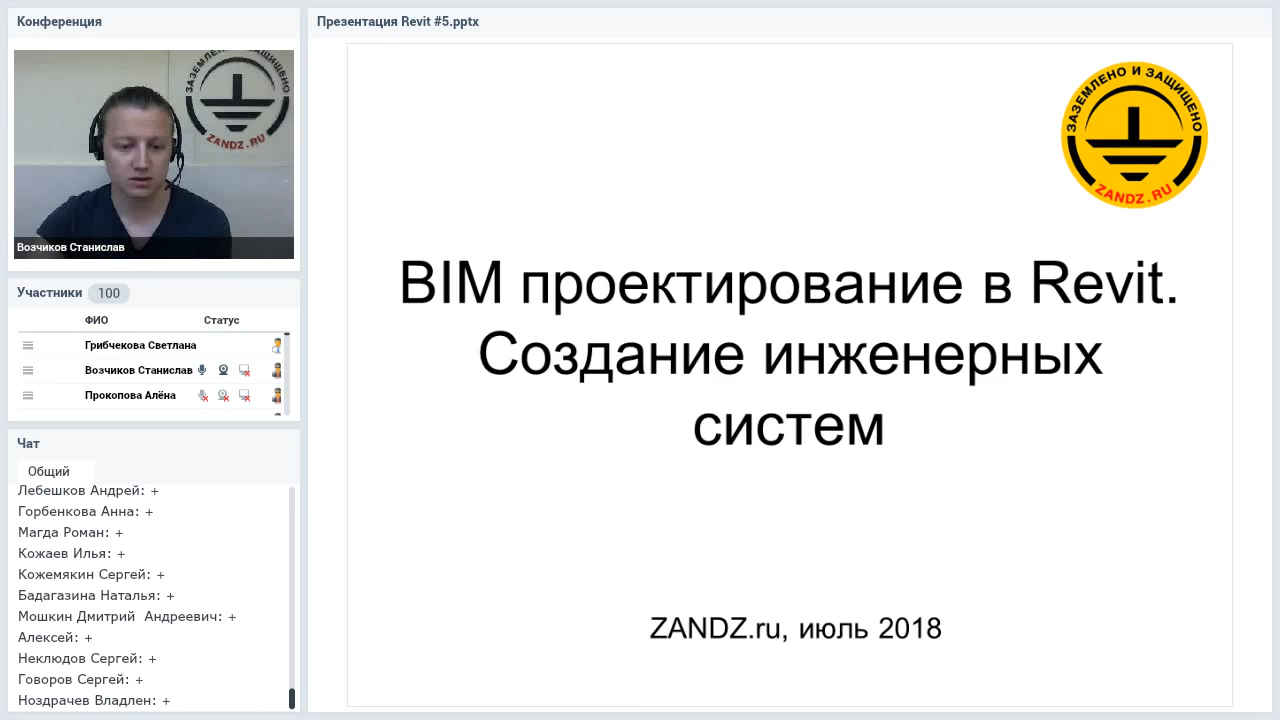 Конференция
ЗАЗЕМЛЕНО И ЗАЩИЩЕНО
ZANDZ.RU
Возчиков Станислав
Участники 100
ФИО Статус
Грибчекова Светлана
Возчиков Станислав
Прокопова Алёна
Чат
Общий
Лебешков Андрей: +
Горбенкова Анна: +
Магда Роман: +
Кожаев Илья: +
Кожемякин Сергей: +
Бадагазина Наталья: +
Мошкин Дмитрий  Андреевич: +
Алексей: +
Неклюдов Сергей: +
Говоров Сергей: +
Ноздрачев Владлен: +
Презентация Revit #5.pptx
ЗАЗЕМЛЕНО И ЗАЩИЩЕНО
ZANDZ.RU
BIM проектирование в Revit.
Создание инженерных
систем
ZANDZ.ru, июль 2018